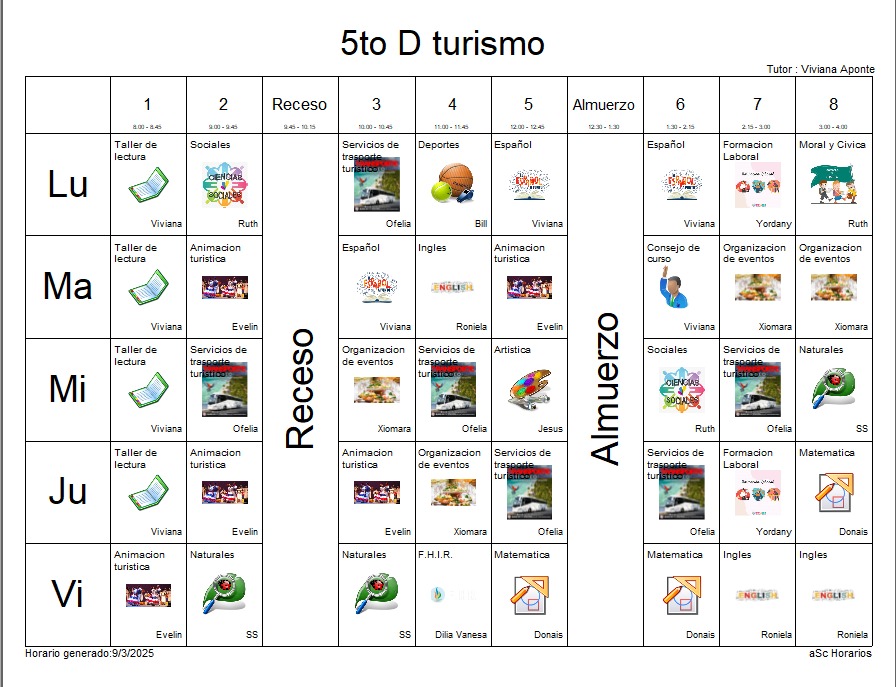 5to D turismo
Tutor : Viviana Aponte
1 2 Receso 3 4 5 Almuerzo 6 7 8
8.00 - 8.45 9.00 - 9.45 9.45 - 10.15 10.00 - 10.45 11.00 - 11.45 12.00 - 12.45 12.30 - 1.30 1.30 - 2.15 2.15 - 3.00 3.00 - 4.00
Lu
Taller de
lectura
Viviana
Sociales
CIENCIAS
SOCIALES
Ruth
Servicios de
trasporte
turistico
Ofelia
Deportes
Bill
Español
ESPAÑOL
Viviana
Español
ESPAÑOL
Viviana
Formacion
Laboral
Yordany
Moral y Civica
Ruth
Ma
Taller de
lectura
Viviana
Animacion
turistica
Evelin
Español
ESPAÑOL
Viviana
Ingles
ENGLISH
Roniela
Animacion
turistica
Evelin
Consejo de
curso
Viviana
Organizacion
de eventos
Xiomara
Organizacion
de eventos
Xiomara
Mi
Taller de
lectura
Viviana
Servicios de
trasporte
turistico
Ofelia
Organizacion
de eventos
Xiomara
Servicios de
trasporte
turistico
Ofelia
Artistica
Jesus
Sociales
CIENCIAS
SOCIALES
Ruth
Servicios de
trasporte
turistico
Ofelia
Naturales
SS
Ju
Taller de
lectura
Viviana
Animacion
turistica
Evelin
Animacion
turistica
Evelin
Organizacion
de eventos
Xiomara
Servicios de
trasporte
turistico
Ofelia
Servicios de
trasporte
turistico
Ofelia
Formacion
Laboral
Yordany
Matematica
Donais
Vi
Animacion
turistica
Evelin
Naturales
SS
Naturales
SS
F.H.I.R.
Dilia Vanesa
Matematica
Donais
Matematica
Donais
Ingles
ENGLISH
Roniela
Ingles
ENGLISH
Roniela
Receso
Almuerzo
Horario generado:9/3/2025
aSc Horarios